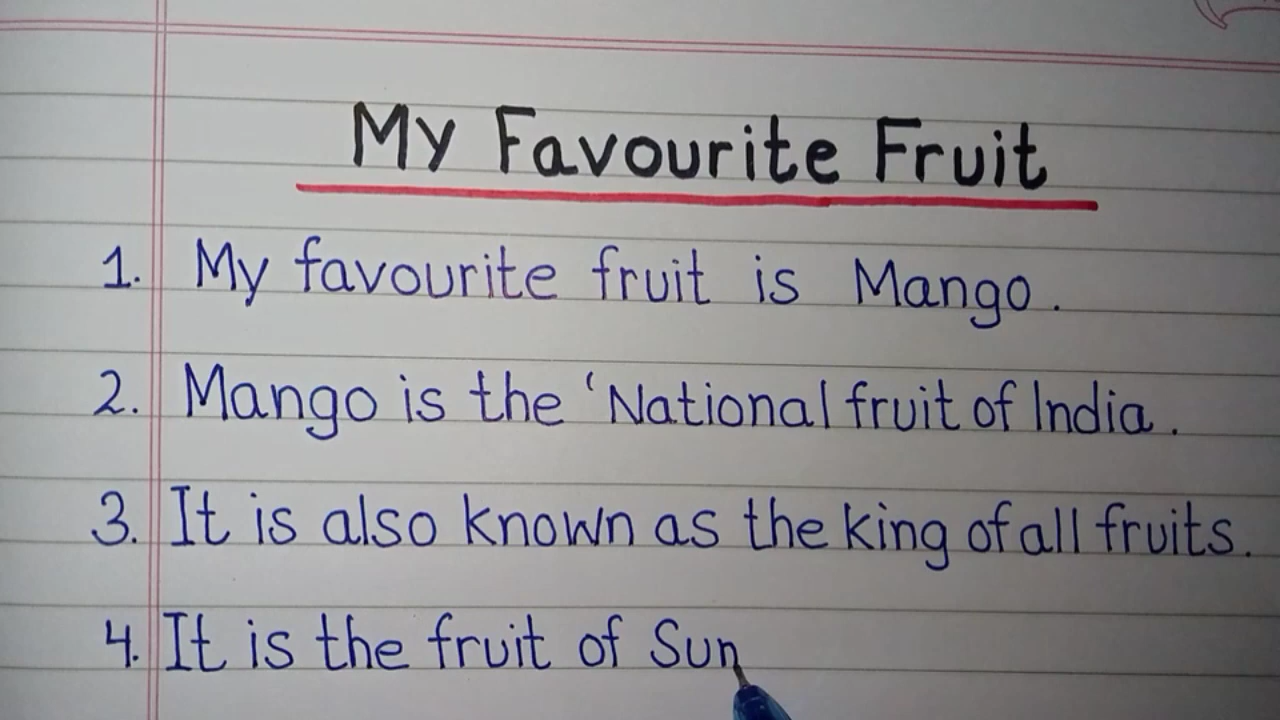 My Favourite Fruit
1. My favourite fruit is Mango.
2. Mango is the ‘National fruit of India.
3. It is also known as the king of all fruits.
4. It is the fruit of Sun